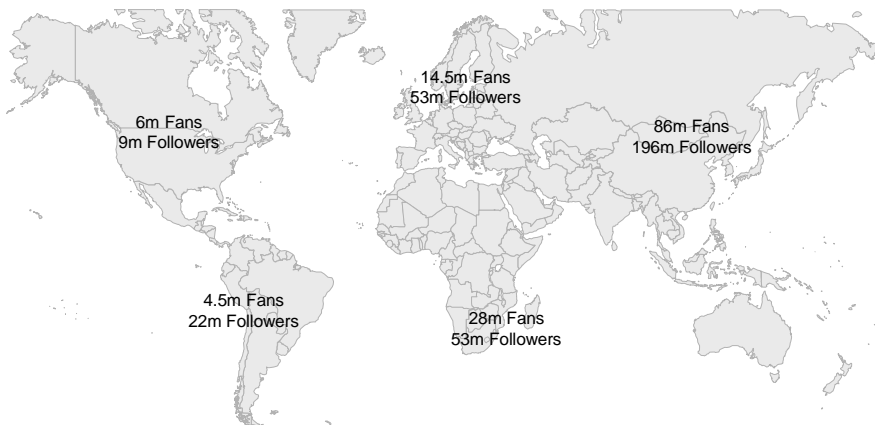 14.5m Fans
53m Followers
6m Fans
9m Followers
86m Fans
196m Followers
4.5m Fans
22m Followers
28m Fans
53m Followers